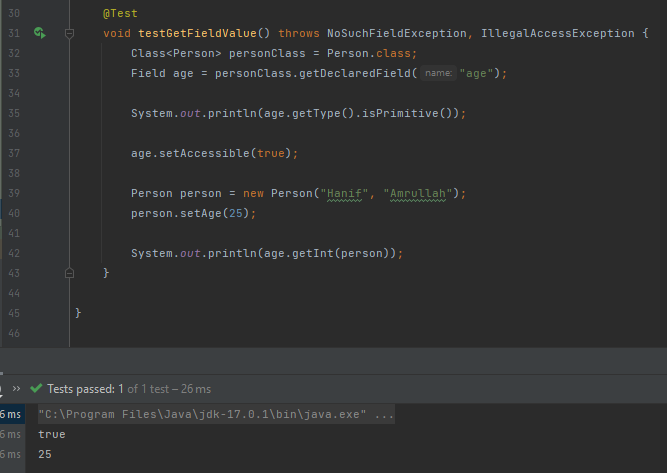 30 @Test
31 void testGetFieldValue() throws NoSuchFieldException, IllegalAccessException {
32 Class<Person> personClass = Person.class;
33 Field age = personClass.getDeclaredField( name: "age");
34
35 System.out.println(age.getType().isPrimitive());
36
37 age.setAccessible(true);
38
39 Person person = new Person("Hanif", "Amrullah");
40 person.setAge(25);
41
42 System.out.println(age.getInt(person));
43 }
44
45 }
46
» Tests passed: 1 of 1 test – 26 ms
6 ms "C:\Program Files\Java\jdk-17.0.1\bin\java.exe" ...
6 ms true
6 ms 25